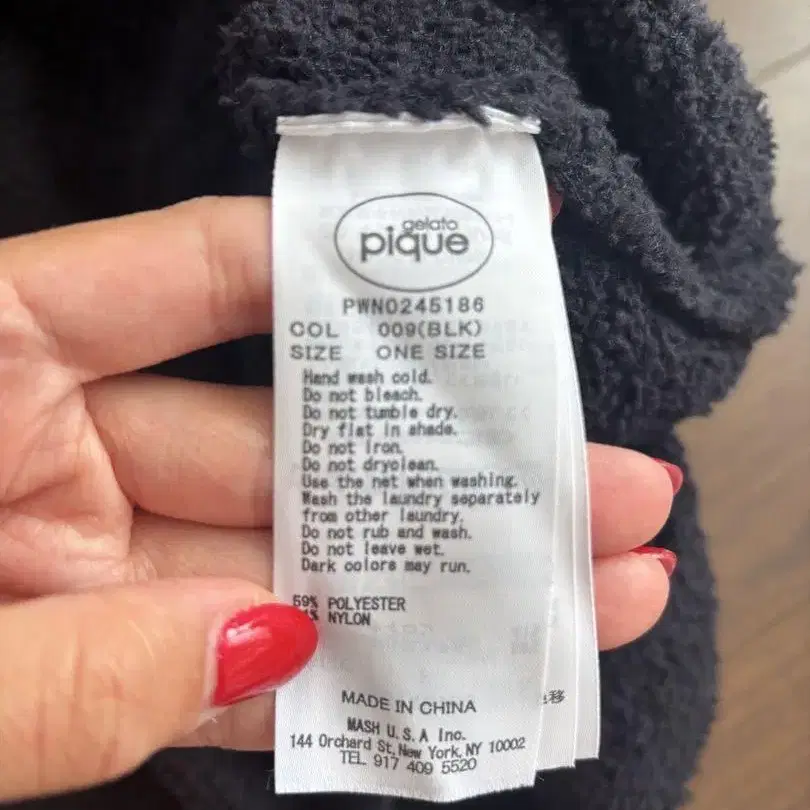 gelato
pique
PWNO245186
COL 009(BLK)
SIZE ONE SIZE
Hand wash cold.
Do not bleach.
Do not tumble dry.
Dry flat in shade.
Do not iron.
Do not dryclean.
Use the net when washing.
Wash the laundry separately
from other laundry.
Do not rub and wash.
Do not leave wet.
Dark colors may run.
59% POLYESTER
NYLON
MADE IN CHINA
移
MASH U.S.A Inc.
144 Orchard St, New York, NY 10002
TEL 917 409 5520